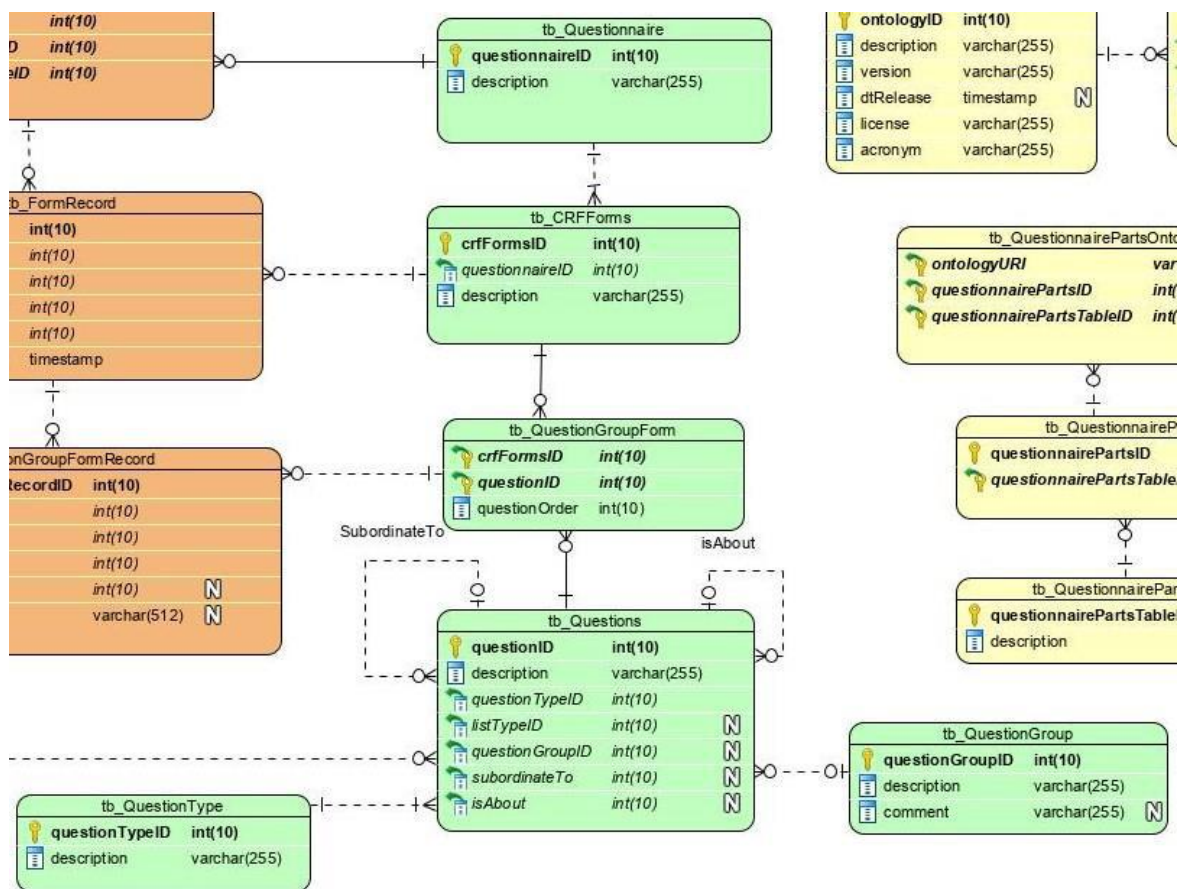 int(10)
int(10)
int(10)
tb_Questionnaire
questionnaireID int(10)
description varchar(255)
ontologyID int(10)
description varchar(255)
version varchar(255)
dtRelease timestamp N
license varchar(255)
acronym varchar(255)
tb_FormRecord
int(10)
int(10)
int(10)
int(10)
int(10)
timestamp
tb_CRFForms
crfFormsID int(10)
questionnaireID int(10)
description varchar(255)
tb_QuestionnairePartsOnto
ontologyURI var
questionnairePartsID int(
questionnairePartsTableID int(
onGroupFormRecord
RecordID int(10)
int(10)
int(10)
int(10)
int(10) N
varchar(512) N
tb_QuestionGroupForm
crfFormsID int(10)
questionID int(10)
questionOrder int(10)
tb_QuestionnaireP
questionnairePartsID
questionnairePartsTable
SubordinateTo
isAbout
tb_Questions
questionID int(10)
description varchar(255)
questionTypeID int(10)
listTypeID int(10) N
questionGroupID int(10) N
subordinateTo int(10) N
isAbout int(10) N
tb_QuestionnairePar
questionnairePartsTable
description
tb_QuestionGroup
questionGroupID int(10)
description varchar(255)
comment varchar(255) N
tb_QuestionType
questionTypeID int(10)
description varchar(255)